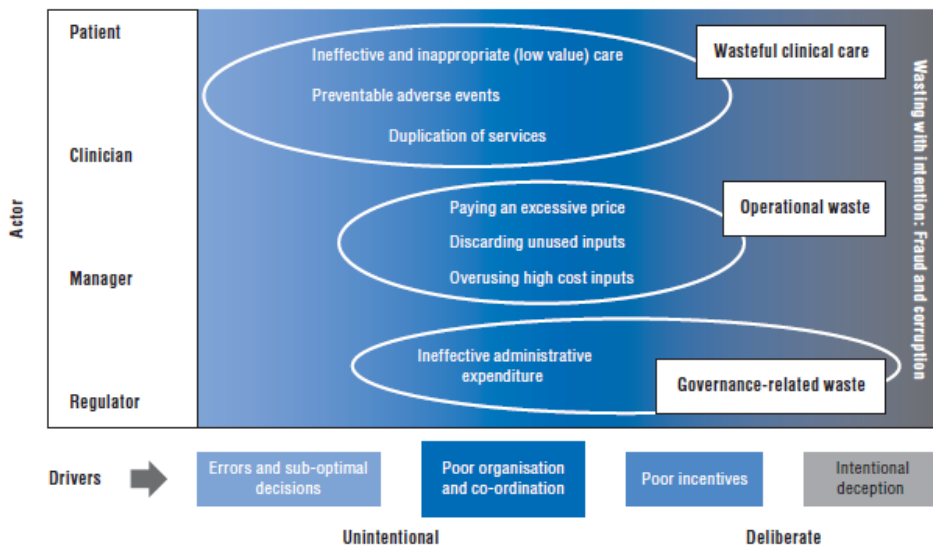 Patient
Ineffective and inappropriate (low value) care
Wasteful clinical care
Preventable adverse events
Duplication of services
Clinician
Actor
Paying an excessive price
Operational waste
Discarding unused inputs
Overusing high cost inputs
Manager
Ineffective administrative
expenditure
Governance-related waste
Regulator
Wasting with intention: Fraud and corruption
Drivers
Errors and sub-optimal
decisions
Poor organisation
and co-ordination
Poor incentives
Intentional
deception
Unintentional
Deliberate